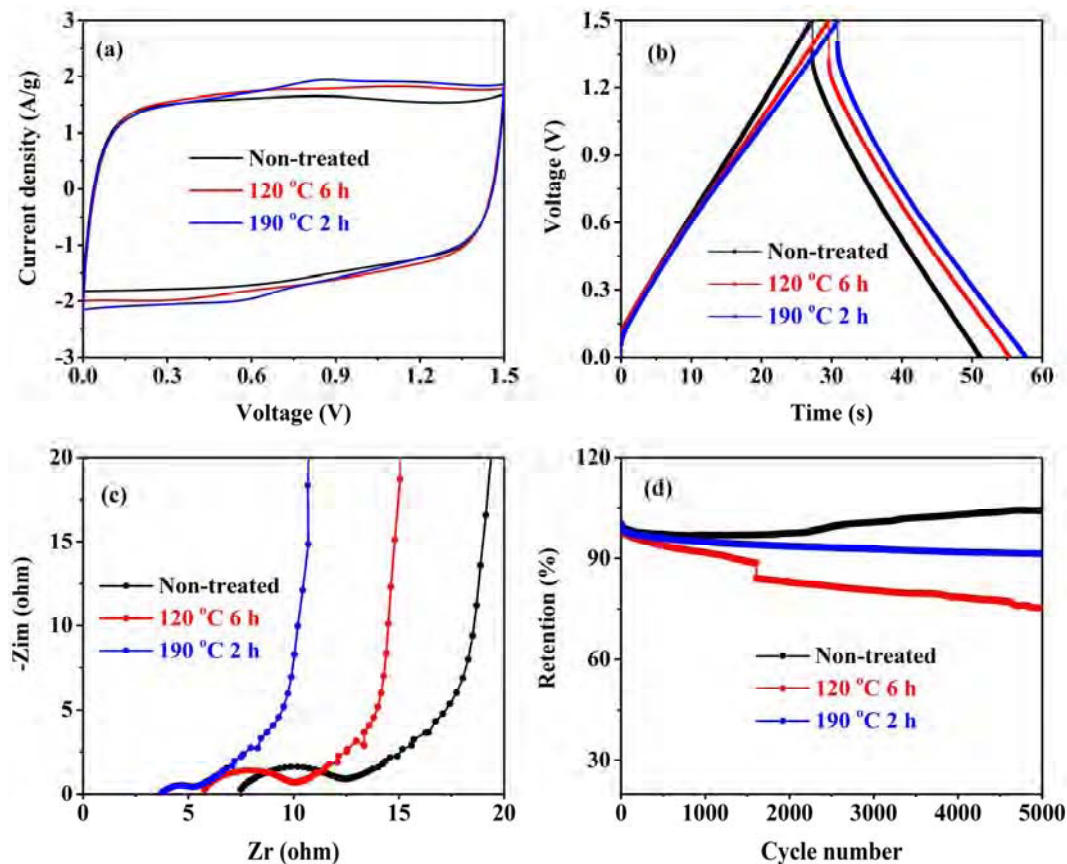 (a)
3
2
1
0
-1
-2
-3
Current density (A/g)
Non-treated
120 °C 6 h
190 °C 2 h
0.0 0.3 0.6 0.9 1.2 1.5
Voltage (V)
(b)
1.5
1.2
0.9
0.6
0.3
0.0
Voltage (V)
Non-treated
120 °C 6 h
190 °C 2 h
0 10 20 30 40 50 60
Time (s)
(c)
20
15
10
5
0
-Zim (ohm)
Non-treated
120 °C 6 h
190 °C 2 h
0 5 10 15 20
Zr (ohm)
(d)
120
90
60
30
Retention (%)
Non-treated
120 °C 6 h
190 °C 2 h
0 1000 2000 3000 4000 5000
Cycle number